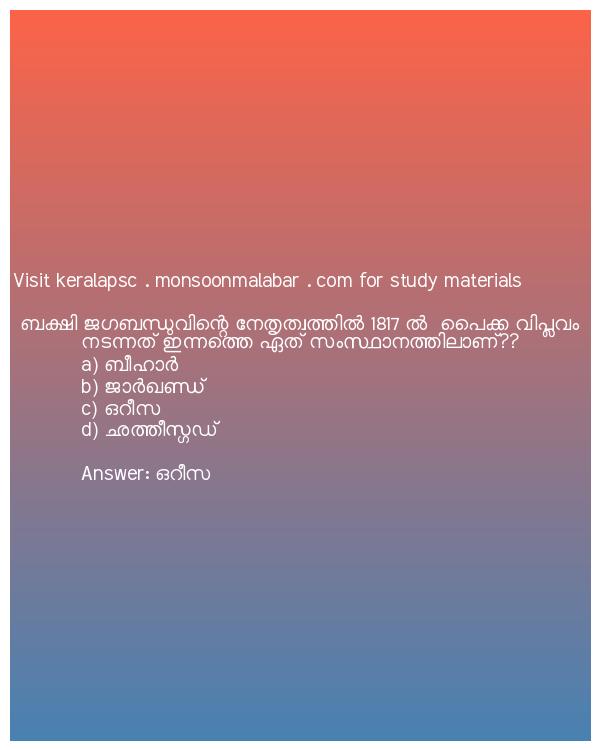 Visit keralapsc . monsoonmalabar . com for study materials
ബക്ഷി ജഗബന്ധുവിന്റെ നേതൃത്വത്തിൽ 1817 ൽ പൈക്ക വിപ്ലവം
നടന്നത് ഇന്നത്തെ ഏത് സംസ്ഥാനത്തിലാണ്??
a) ബീഹാർ
b) ജാർഖണ്ഡ്
c) ഒറീസ
d) ഛത്തീസ്ഗഡ്
Answer: ഒറീസ